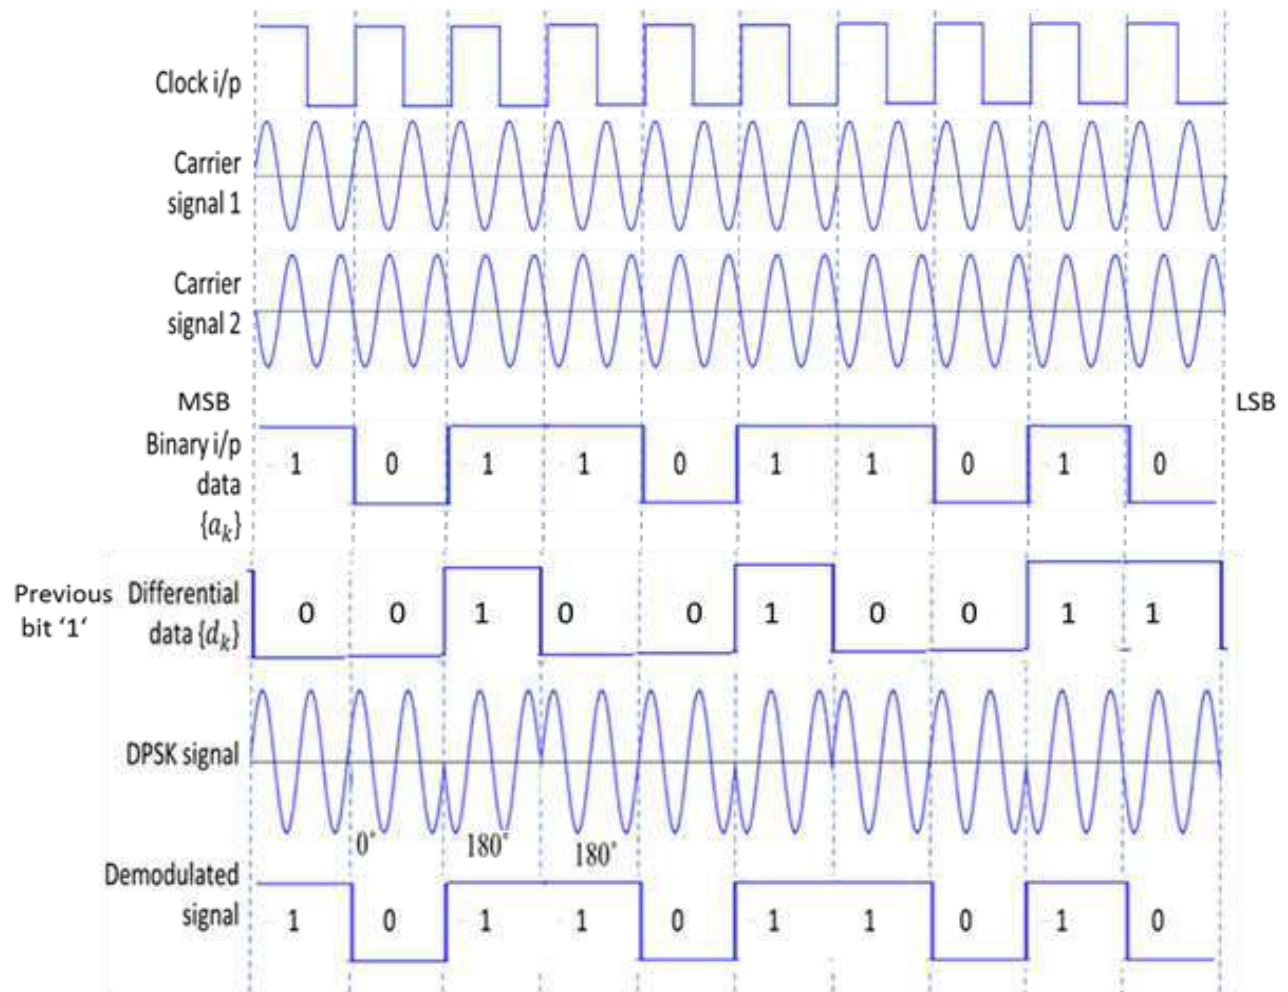 Clock i/p
Carrier
signal 1
Carrier
signal 2
MSB
LSB
Binary i/p
data
{a_k}
1 0 1 1 0 1 1 0 1 0
Previous
bit ‘1‘
Differential
data {d_k}
0 0 1 0 0 1 0 0 1 1
DPSK signal
0° 180° 180°
Demodulated
signal
1 0 1 1 0 1 1 0 1 0